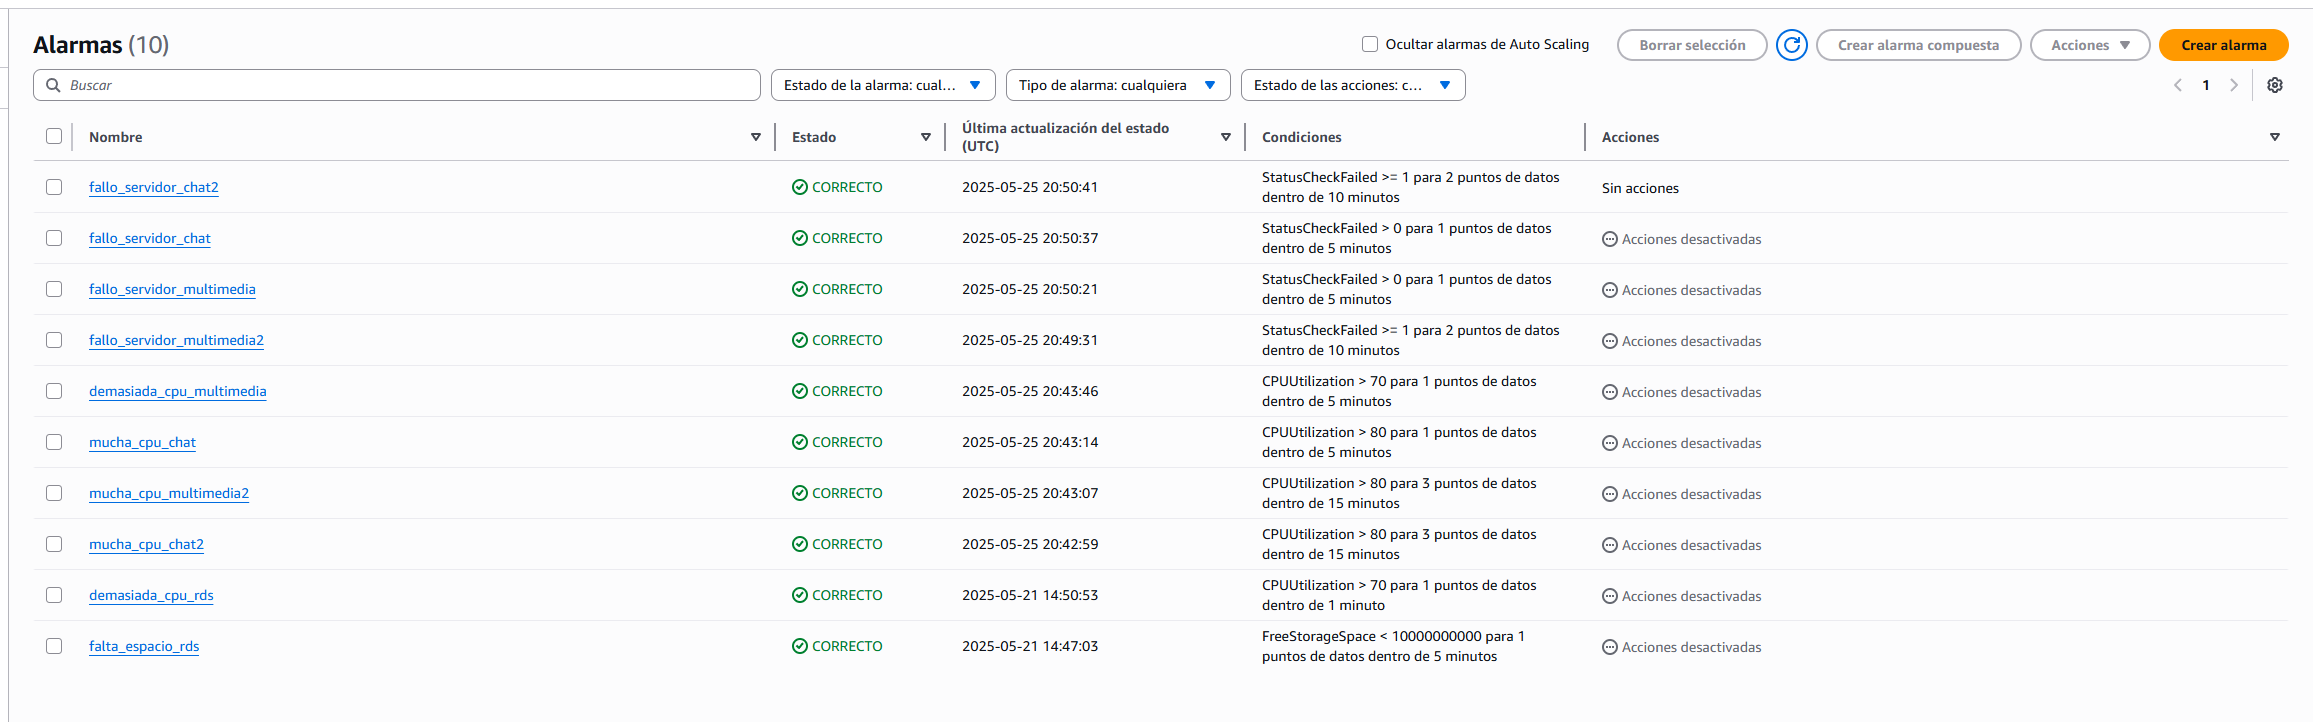 Alarmas (10)
Ocultar alarmas de Auto Scaling
Borrar selección
Crear alarma compuesta
Acciones
Crear alarma
Buscar
Estado de la alarma: cual...
Tipo de alarma: cualquiera
Estado de las acciones: c...
1
Nombre
Estado
Última actualización del estado
(UTC)
Condiciones
Acciones
fallo_servidor_chat2
CORRECTO
2025-05-25 20:50:41
StatusCheckFailed >= 1 para 2 puntos de datos
dentro de 10 minutos
Sin acciones
fallo_servidor_chat
CORRECTO
2025-05-25 20:50:37
StatusCheckFailed > 0 para 1 puntos de datos
dentro de 5 minutos
Acciones desactivadas
fallo_servidor_multimedia
CORRECTO
2025-05-25 20:50:21
StatusCheckFailed > 0 para 1 puntos de datos
dentro de 5 minutos
Acciones desactivadas
fallo_servidor_multimedia2
CORRECTO
2025-05-25 20:49:31
StatusCheckFailed >= 1 para 2 puntos de datos
dentro de 10 minutos
Acciones desactivadas
demasiada_cpu_multimedia
CORRECTO
2025-05-25 20:43:46
CPUUtilization > 70 para 1 puntos de datos
dentro de 5 minutos
Acciones desactivadas
mucha_cpu_chat
CORRECTO
2025-05-25 20:43:14
CPUUtilization > 80 para 1 puntos de datos
dentro de 5 minutos
Acciones desactivadas
mucha_cpu_multimedia2
CORRECTO
2025-05-25 20:43:07
CPUUtilization > 80 para 3 puntos de datos
dentro de 15 minutos
Acciones desactivadas
mucha_cpu_chat2
CORRECTO
2025-05-25 20:42:59
CPUUtilization > 80 para 3 puntos de datos
dentro de 15 minutos
Acciones desactivadas
demasiada_cpu_rds
CORRECTO
2025-05-21 14:50:53
CPUUtilization > 70 para 1 puntos de datos
dentro de 1 minuto
Acciones desactivadas
falta_espacio_rds
CORRECTO
2025-05-21 14:47:03
FreeStorageSpace < 10000000000 para 1
puntos de datos dentro de 5 minutos
Acciones desactivadas